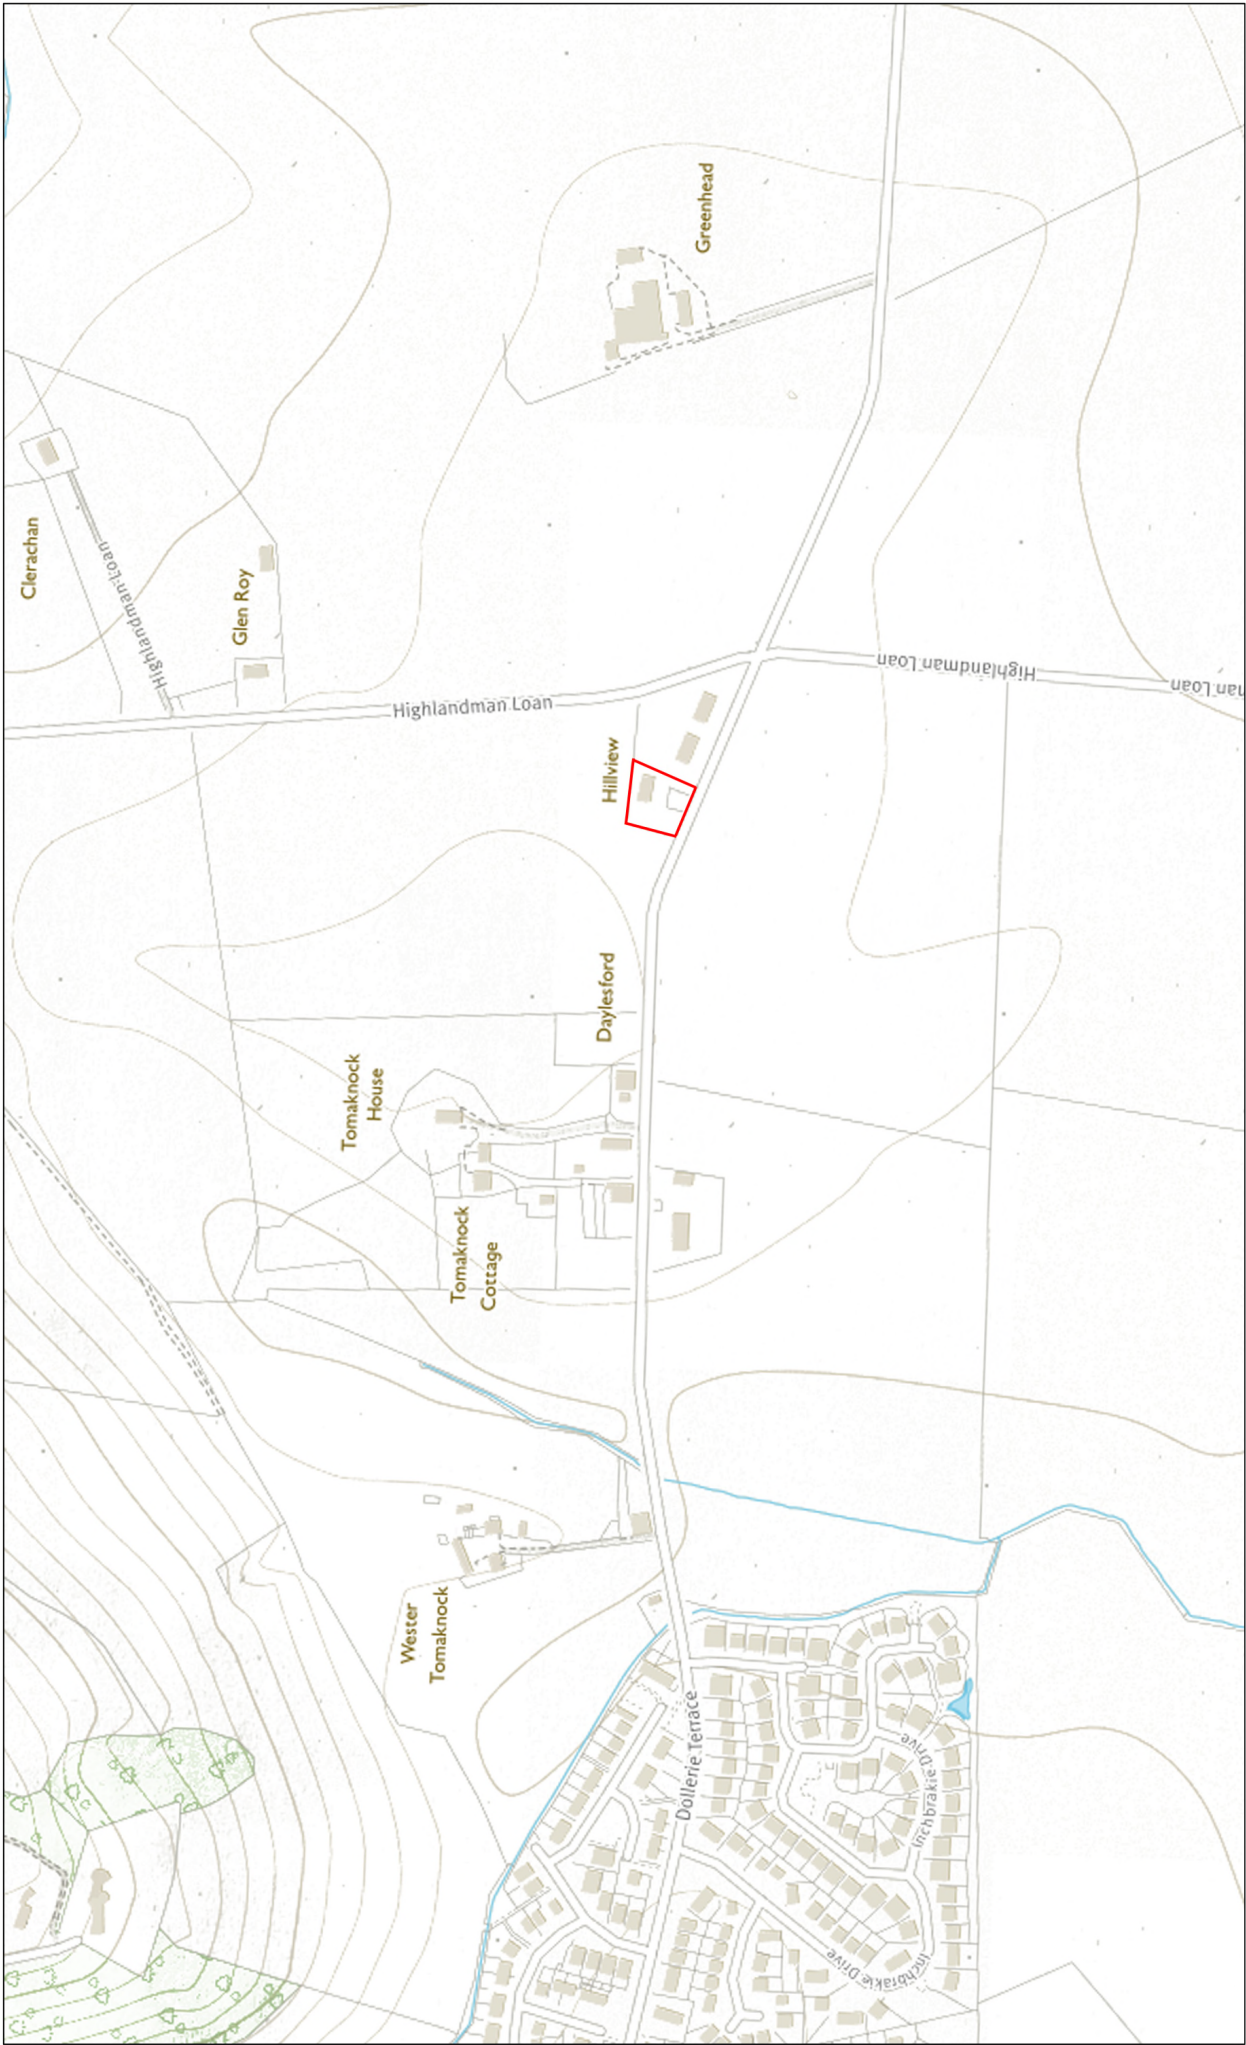 Greenhead
Clerachan
Highlandman Loan
Glen Roy
Highlandman Loan
Highlandman Loan
man Loan
Hillview
Daylesford
Tomaknock
House
Tomaknock
Cottage
Wester
Tomaknock
Dollerie Terrace
Inchbrakie Drive
Inchbrakie Drive